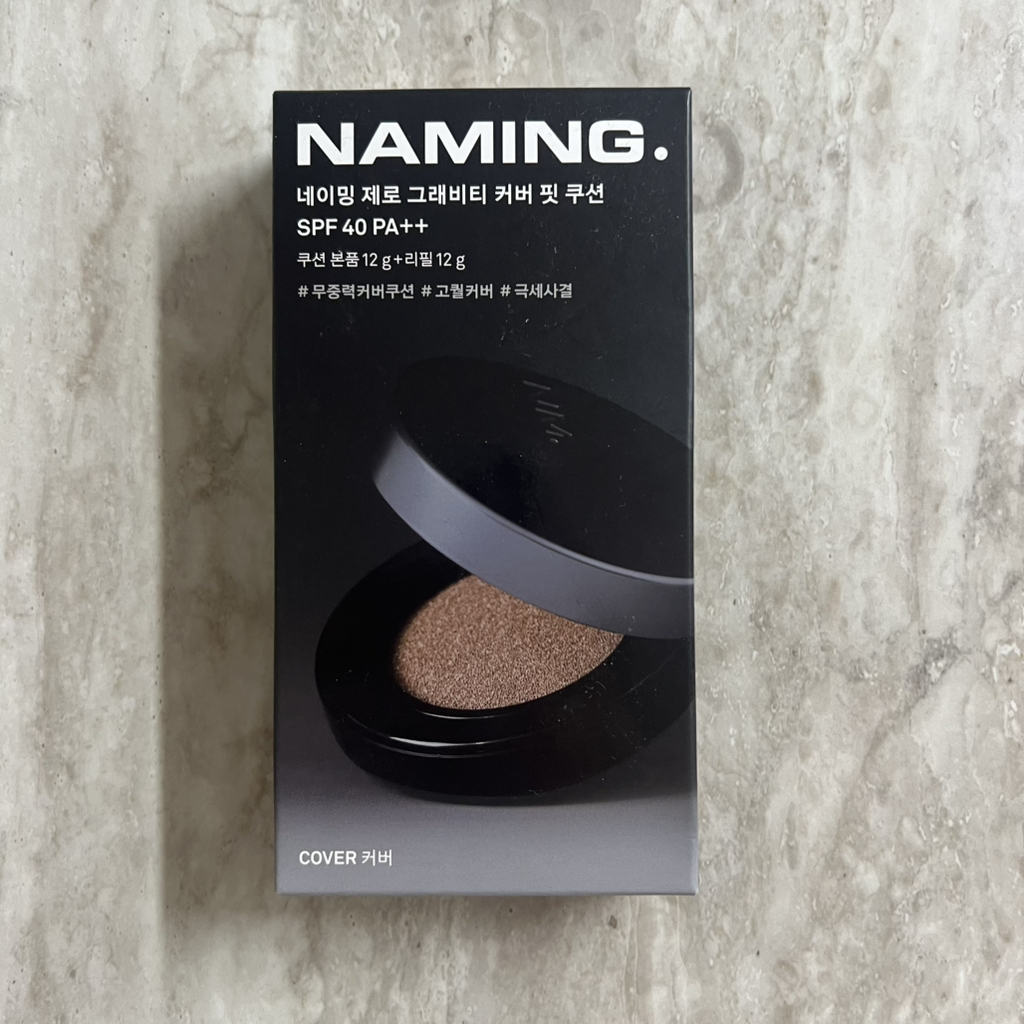 NAMING.
네이밍 제로 그래비티 커버 핏 쿠션
SPF 40 PA++
쿠션 본품 12 g+리필 12 g
#무중력커버쿠션 #고퀄커버 #극세사결
COVER 커버